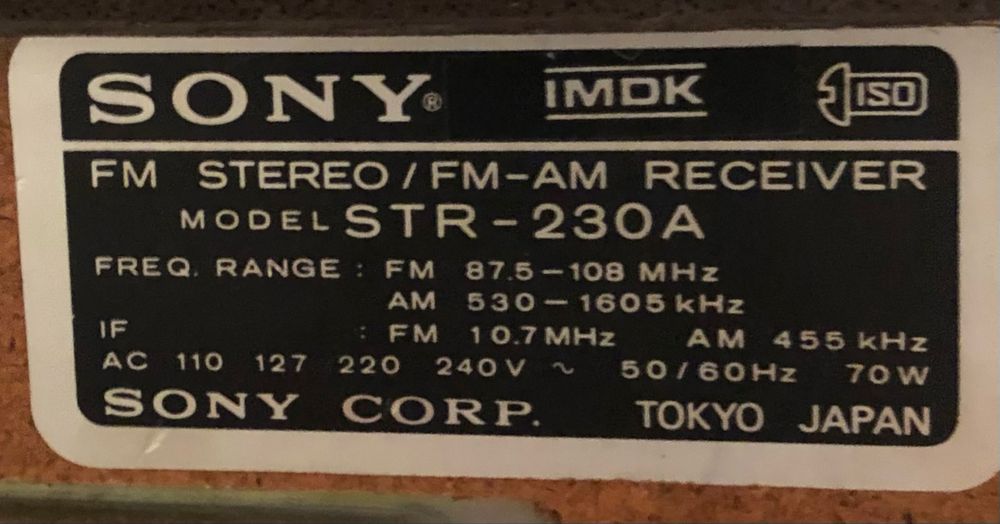 SONY® IMDK ISO
FM STEREO / FM-AM RECEIVER
MODEL STR-230A
FREQ. RANGE : FM 87.5-108 MHz
AM 530-1605 kHz
IF : FM 10.7 MHz AM 455 kHz
AC 110 127 220 240V ~ 50/60Hz 70W
SONY CORP. TOKYO JAPAN